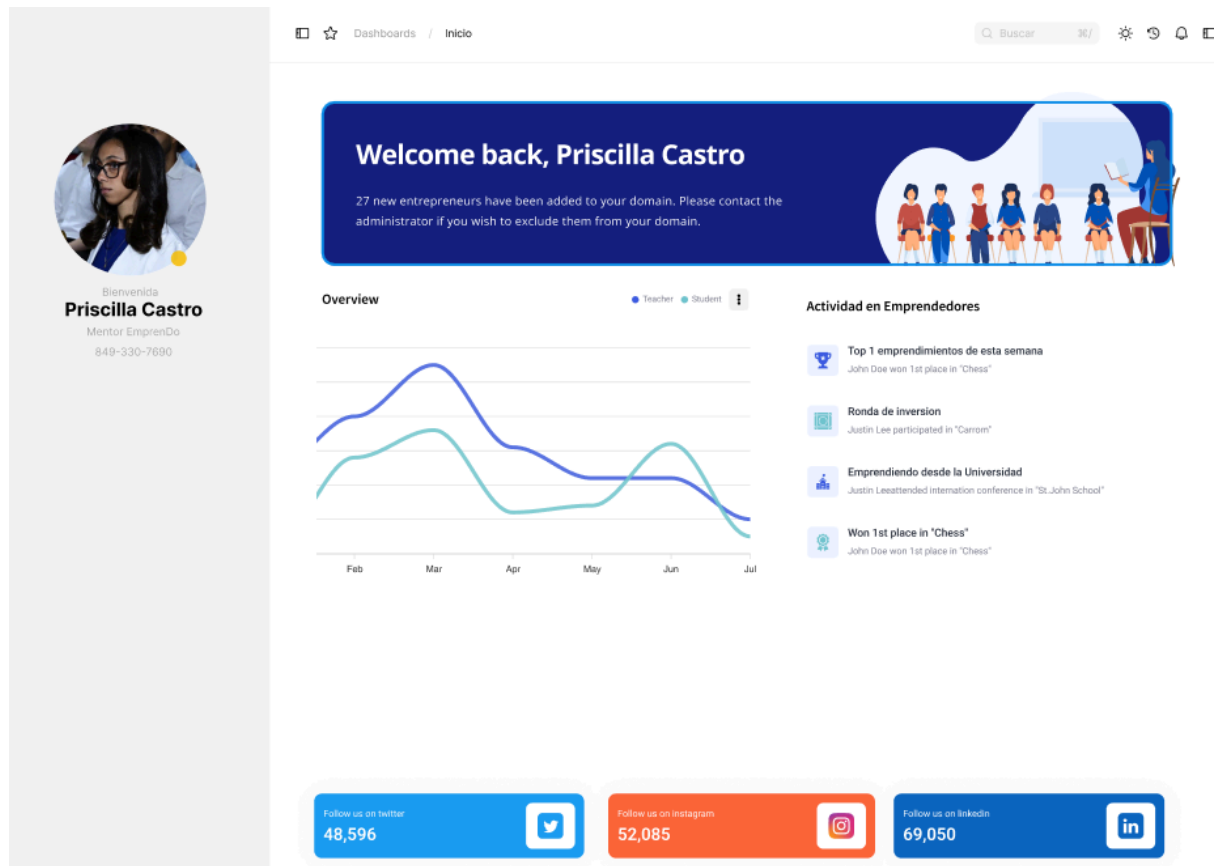 Dashboards / Inicio
Buscar ⌘/
Bienvenida
Priscilla Castro
Mentor EmprenDo
849-330-7690
Welcome back, Priscilla Castro
27 new entrepreneurs have been added to your domain. Please contact the
administrator if you wish to exclude them from your domain.
Overview
Teacher Student
Feb Mar Apr May Jun Jul
Actividad en Emprendedores
Top 1 emprendimientos de esta semana
John Doe won 1st place in "Chess"
Ronda de inversion
Justin Lee participated in "Carrom"
Emprendiendo desde la Universidad
Justin Leeattended internation conference in "St.John School"
Won 1st place in "Chess"
John Doe won 1st place in "Chess"
Follow us on twitter
48,596
Follow us on instagram
52,085
Follow us on linkedin
69,050
in